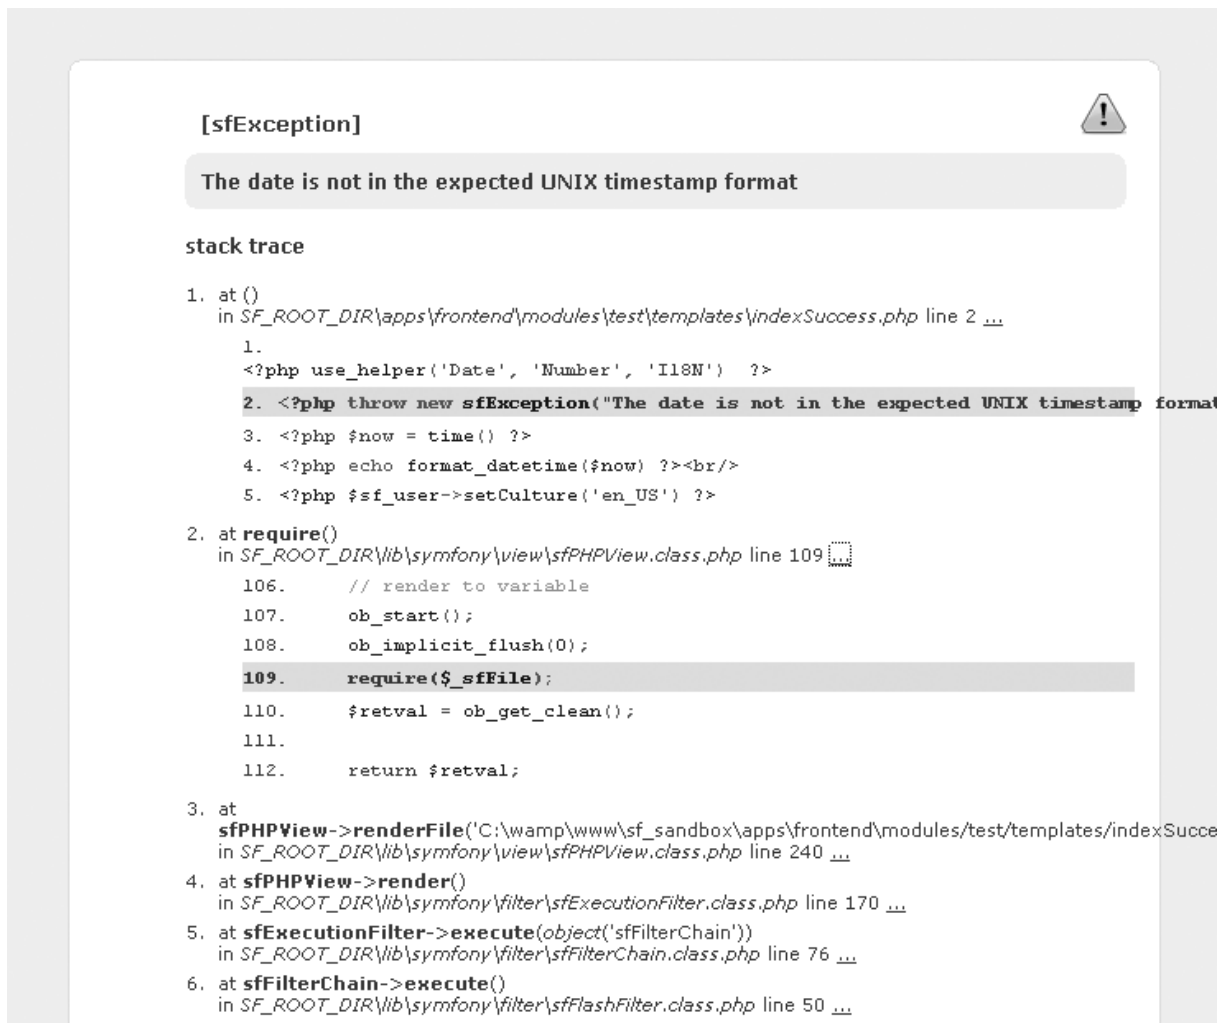 [sfException]
The date is not in the expected UNIX timestamp format
stack trace
1. at ()
in SF_ROOT_DIR\apps\frontend\modules\test\templates\indexSuccess.php line 2 ...
1.
<?php use_helper('Date', 'Number', 'I18N')  ?>
2. <?php throw new sfException("The date is not in the expected UNIX timestamp format
3. <?php $now = time() ?>
4. <?php echo format_datetime($now) ?><br/>
5. <?php $sf_user->setCulture('en_US') ?>
2. at require()
in SF_ROOT_DIR\lib\symfony\view\sfPHPView.class.php line 109 ...
106. // render to variable
107. ob_start();
108. ob_implicit_flush(0);
109. require($_sfFile);
110. $retval = ob_get_clean();
111.
112. return $retval;
3. at
sfPHPView->renderFile('C:\wamp\www\sf_sandbox\apps\frontend\modules/test/templates/indexSucce
in SF_ROOT_DIR\lib\symfony\view\sfPHPView.class.php line 240 ...
4. at sfPHPView->render()
in SF_ROOT_DIR\lib\symfony\filter\sfExecutionFilter.class.php line 170 ...
5. at sfExecutionFilter->execute(object('sfFilterChain'))
in SF_ROOT_DIR\lib\symfony\filter\sfFilterChain.class.php line 76 ...
6. at sfFilterChain->execute()
in SF_ROOT_DIR\lib\symfony\filter\sfFlashFilter.class.php line 50 ...